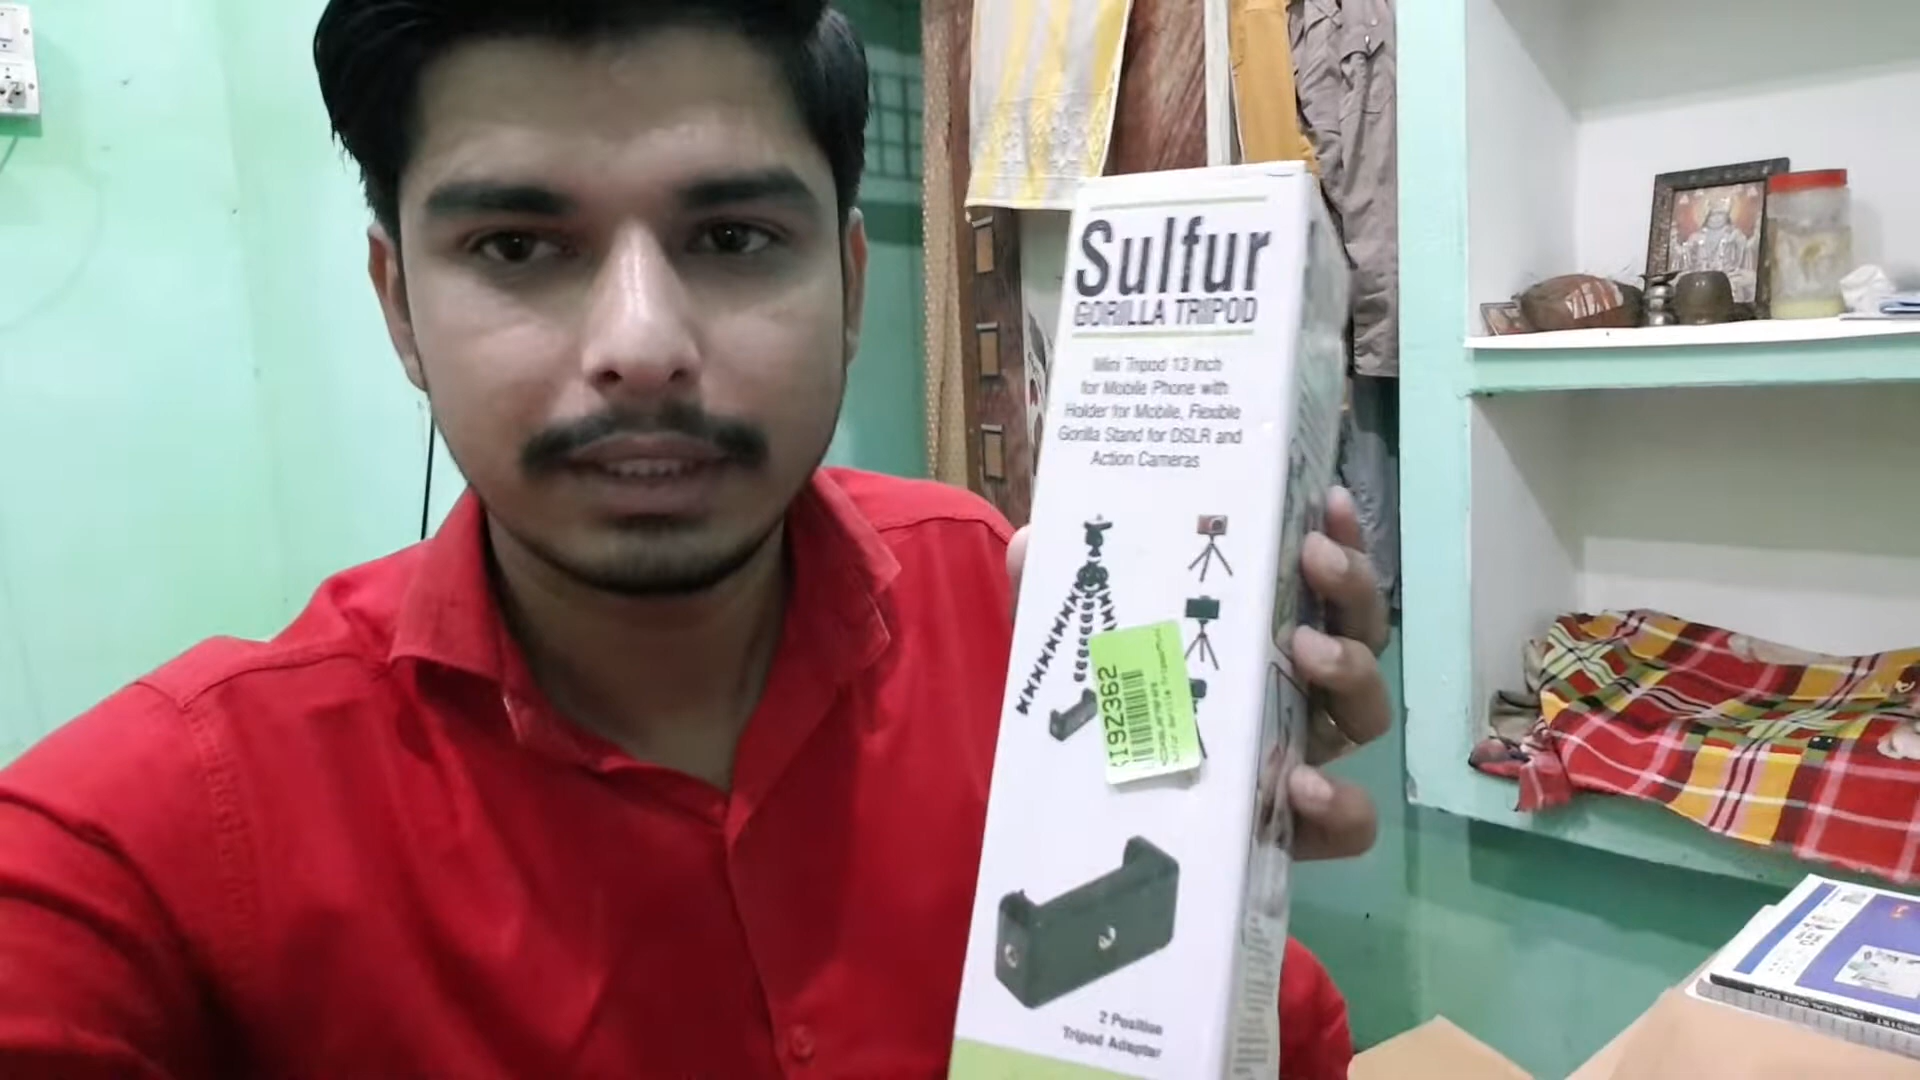 Sulfur
GORILLA TRIPOD
Mini Tripod 13 Inch
for Mobile Phone with
Holder for Mobile, Flexible
Gorilla Stand for DSLR and
Action Cameras
192362
2 Position
Tripod Adapter